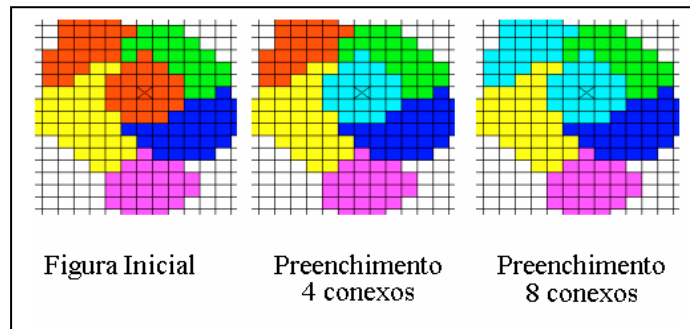 Figura Inicial
Preenchimento
4 conexos
Preenchimento
8 conexos